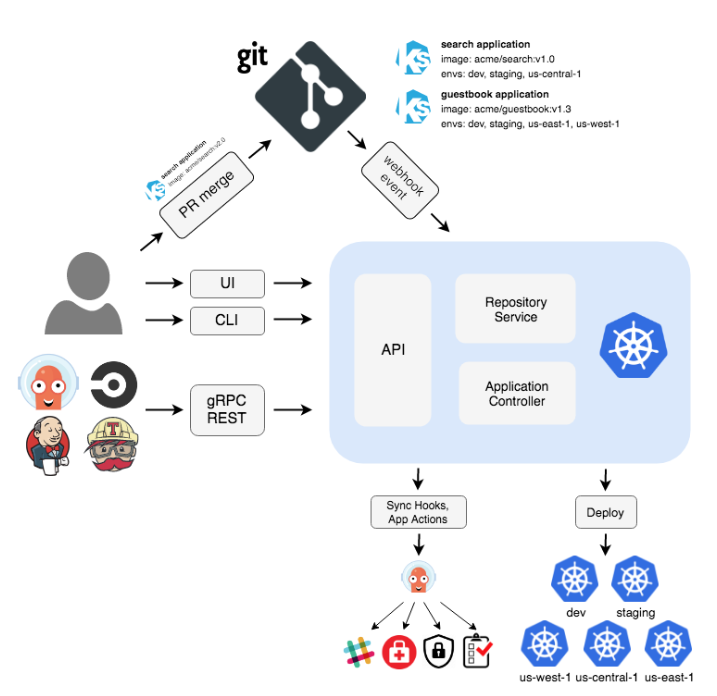 git
search application
image: acme/search:v1.0
envs: dev, staging, us-central-1
guestbook application
image: acme/guestbook:v1.3
envs: dev, staging, us-east-1, us-west-1
KS
KS
search application
image: acme/search:v2.0
KS
PR merge
webhook
event
UI
CLI
gRPC
REST
API
Repository
Service
Application
Controller
T
Sync Hooks,
App Actions
Deploy
dev
staging
us-west-1
us-central-1
us-east-1